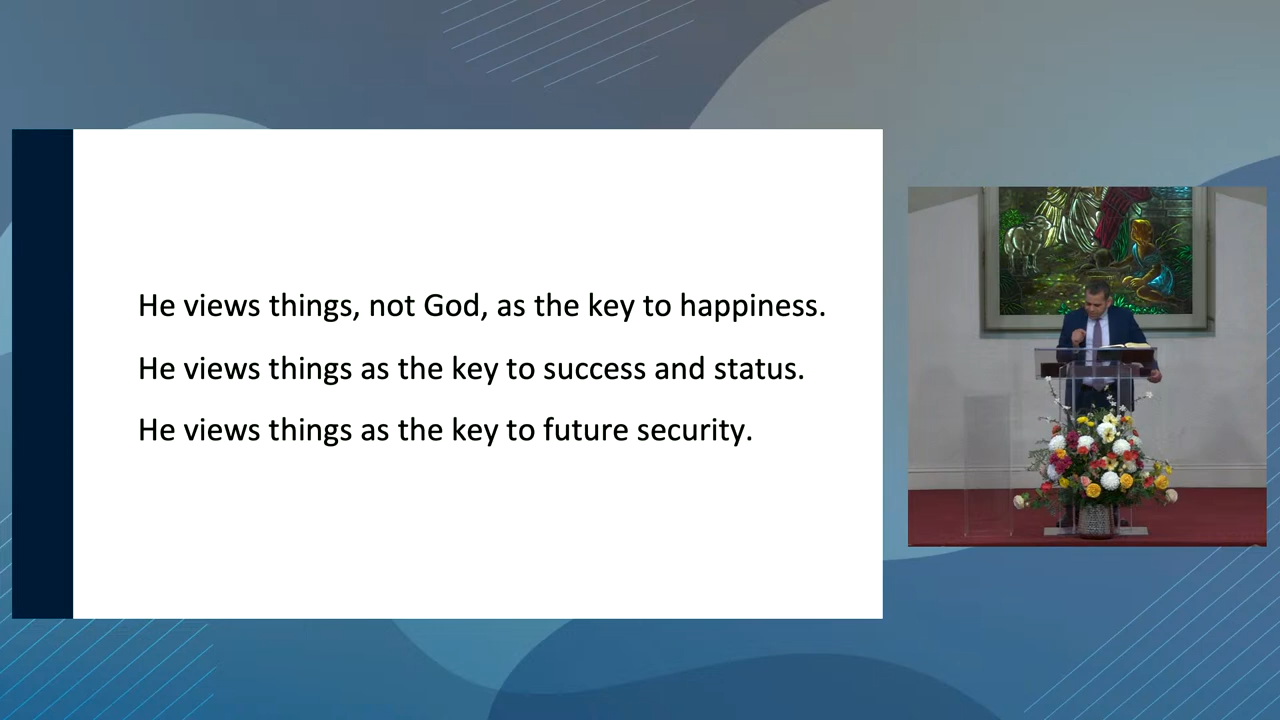 He views things, not God, as the key to happiness.
He views things as the key to success and status.
He views things as the key to future security.